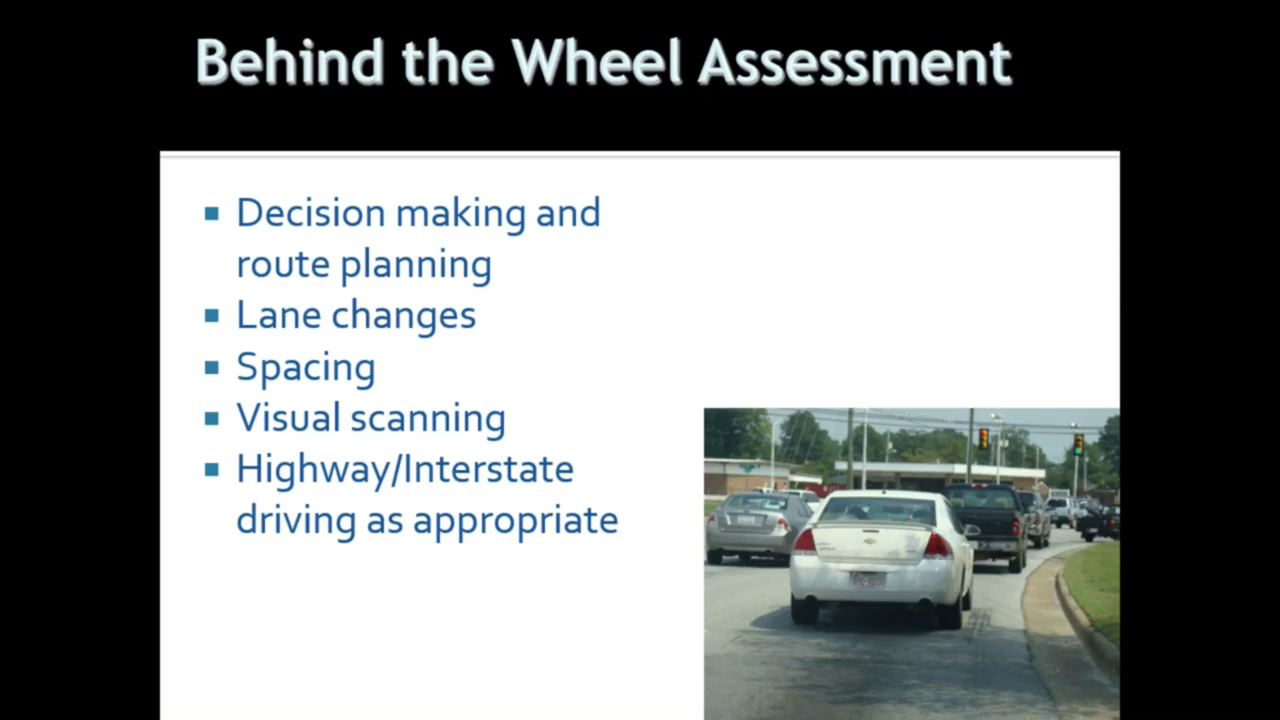 Behind the Wheel Assessment
Decision making and
route planning
Lane changes
Spacing
Visual scanning
Highway/Interstate
driving as appropriate